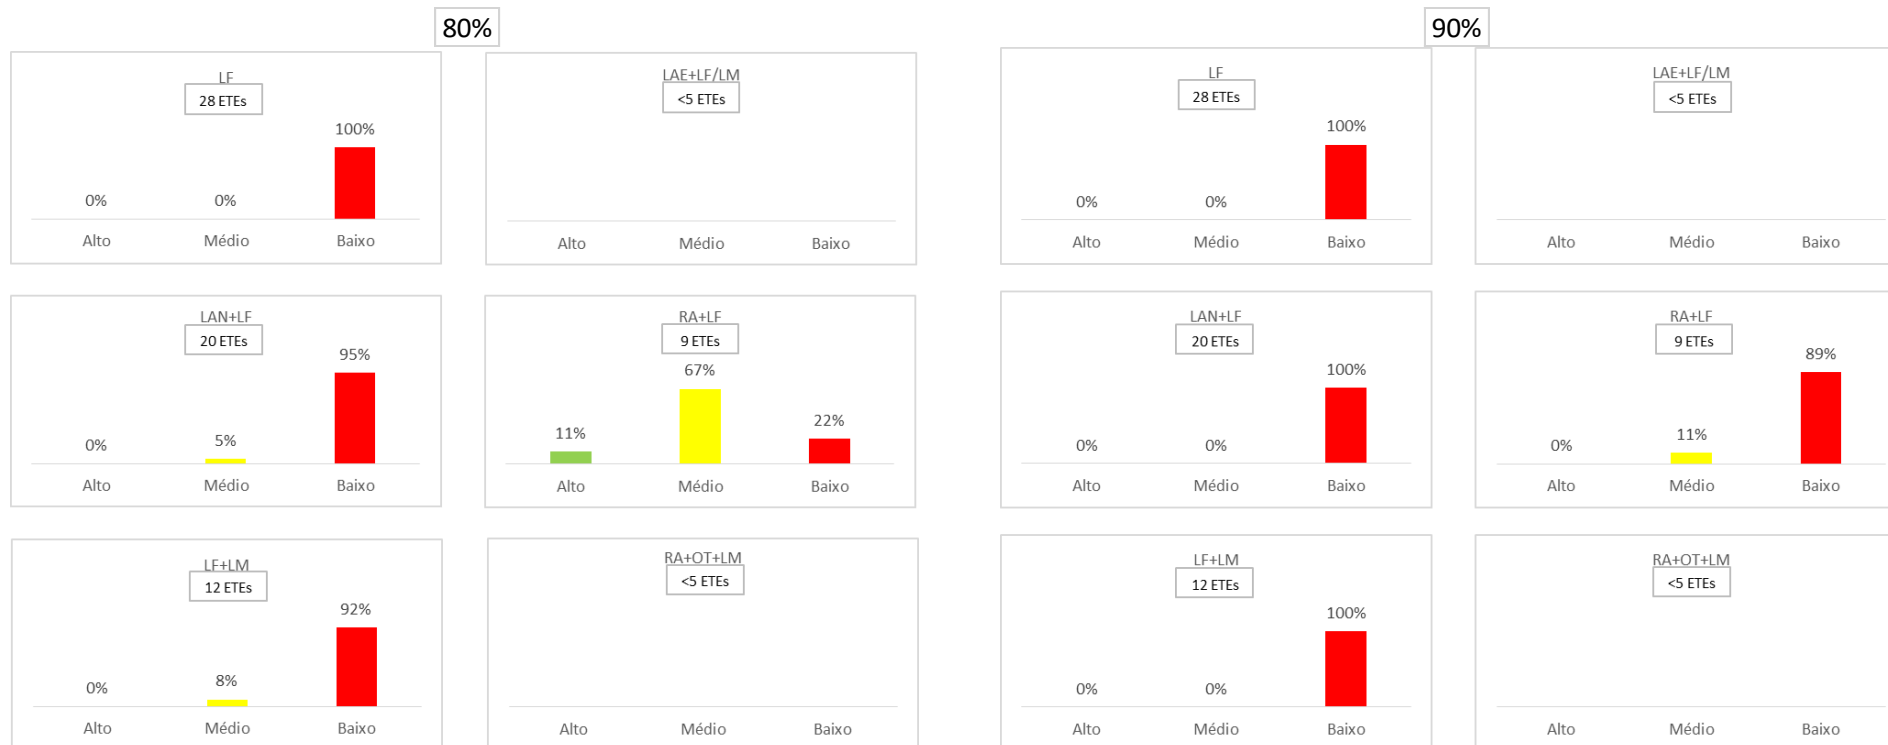 80%
LF
28 ETEs
100%
0%
0%
Alto Médio Baixo
LAE+LF/LM
<5 ETEs
Alto Médio Baixo
LAN+LF
20 ETEs
95%
0%
5%
Alto Médio Baixo
RA+LF
9 ETEs
67%
11%
22%
Alto Médio Baixo
LF+LM
12 ETEs
92%
0%
8%
Alto Médio Baixo
RA+OT+LM
<5 ETEs
Alto Médio Baixo
90%
LF
28 ETEs
100%
0%
0%
Alto Médio Baixo
LAE+LF/LM
<5 ETEs
Alto Médio Baixo
LAN+LF
20 ETEs
100%
0%
0%
Alto Médio Baixo
RA+LF
9 ETEs
89%
0%
11%
Alto Médio Baixo
LF+LM
12 ETEs
100%
0%
0%
Alto Médio Baixo
RA+OT+LM
<5 ETEs
Alto Médio Baixo